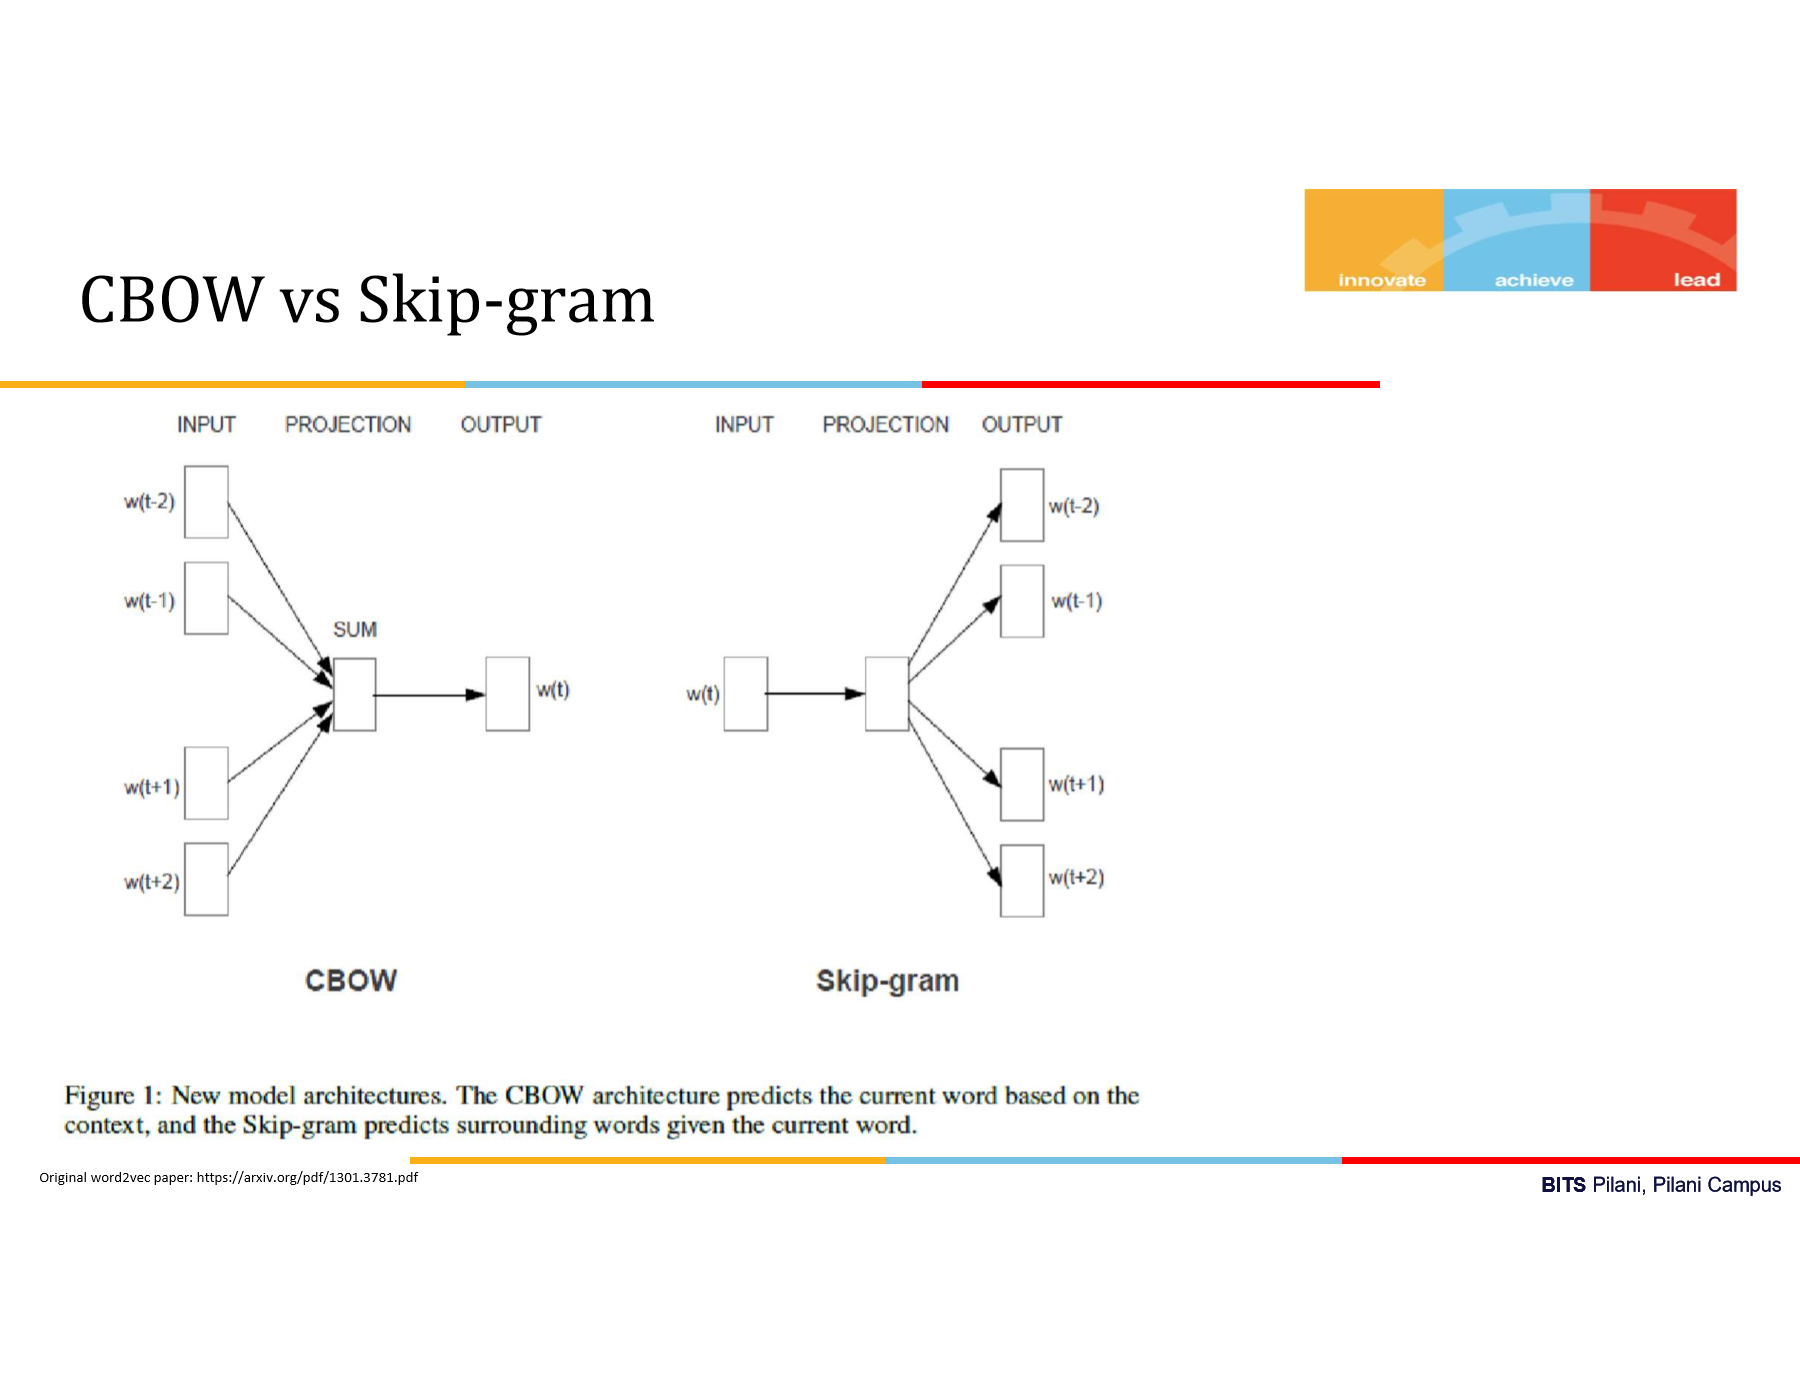 innovate achieve lead
CBOW vs Skip-gram
INPUT PROJECTION OUTPUT
w(t-2)
w(t-1)
SUM
w(t)
w(t+1)
w(t+2)
CBOW
INPUT PROJECTION OUTPUT
w(t-2)
w(t-1)
w(t)
w(t+1)
w(t+2)
Skip-gram
Figure 1: New model architectures. The CBOW architecture predicts the current word based on the
context, and the Skip-gram predicts surrounding words given the current word.
Original word2vec paper: https://arxiv.org/pdf/1301.3781.pdf
BITS Pilani, Pilani Campus